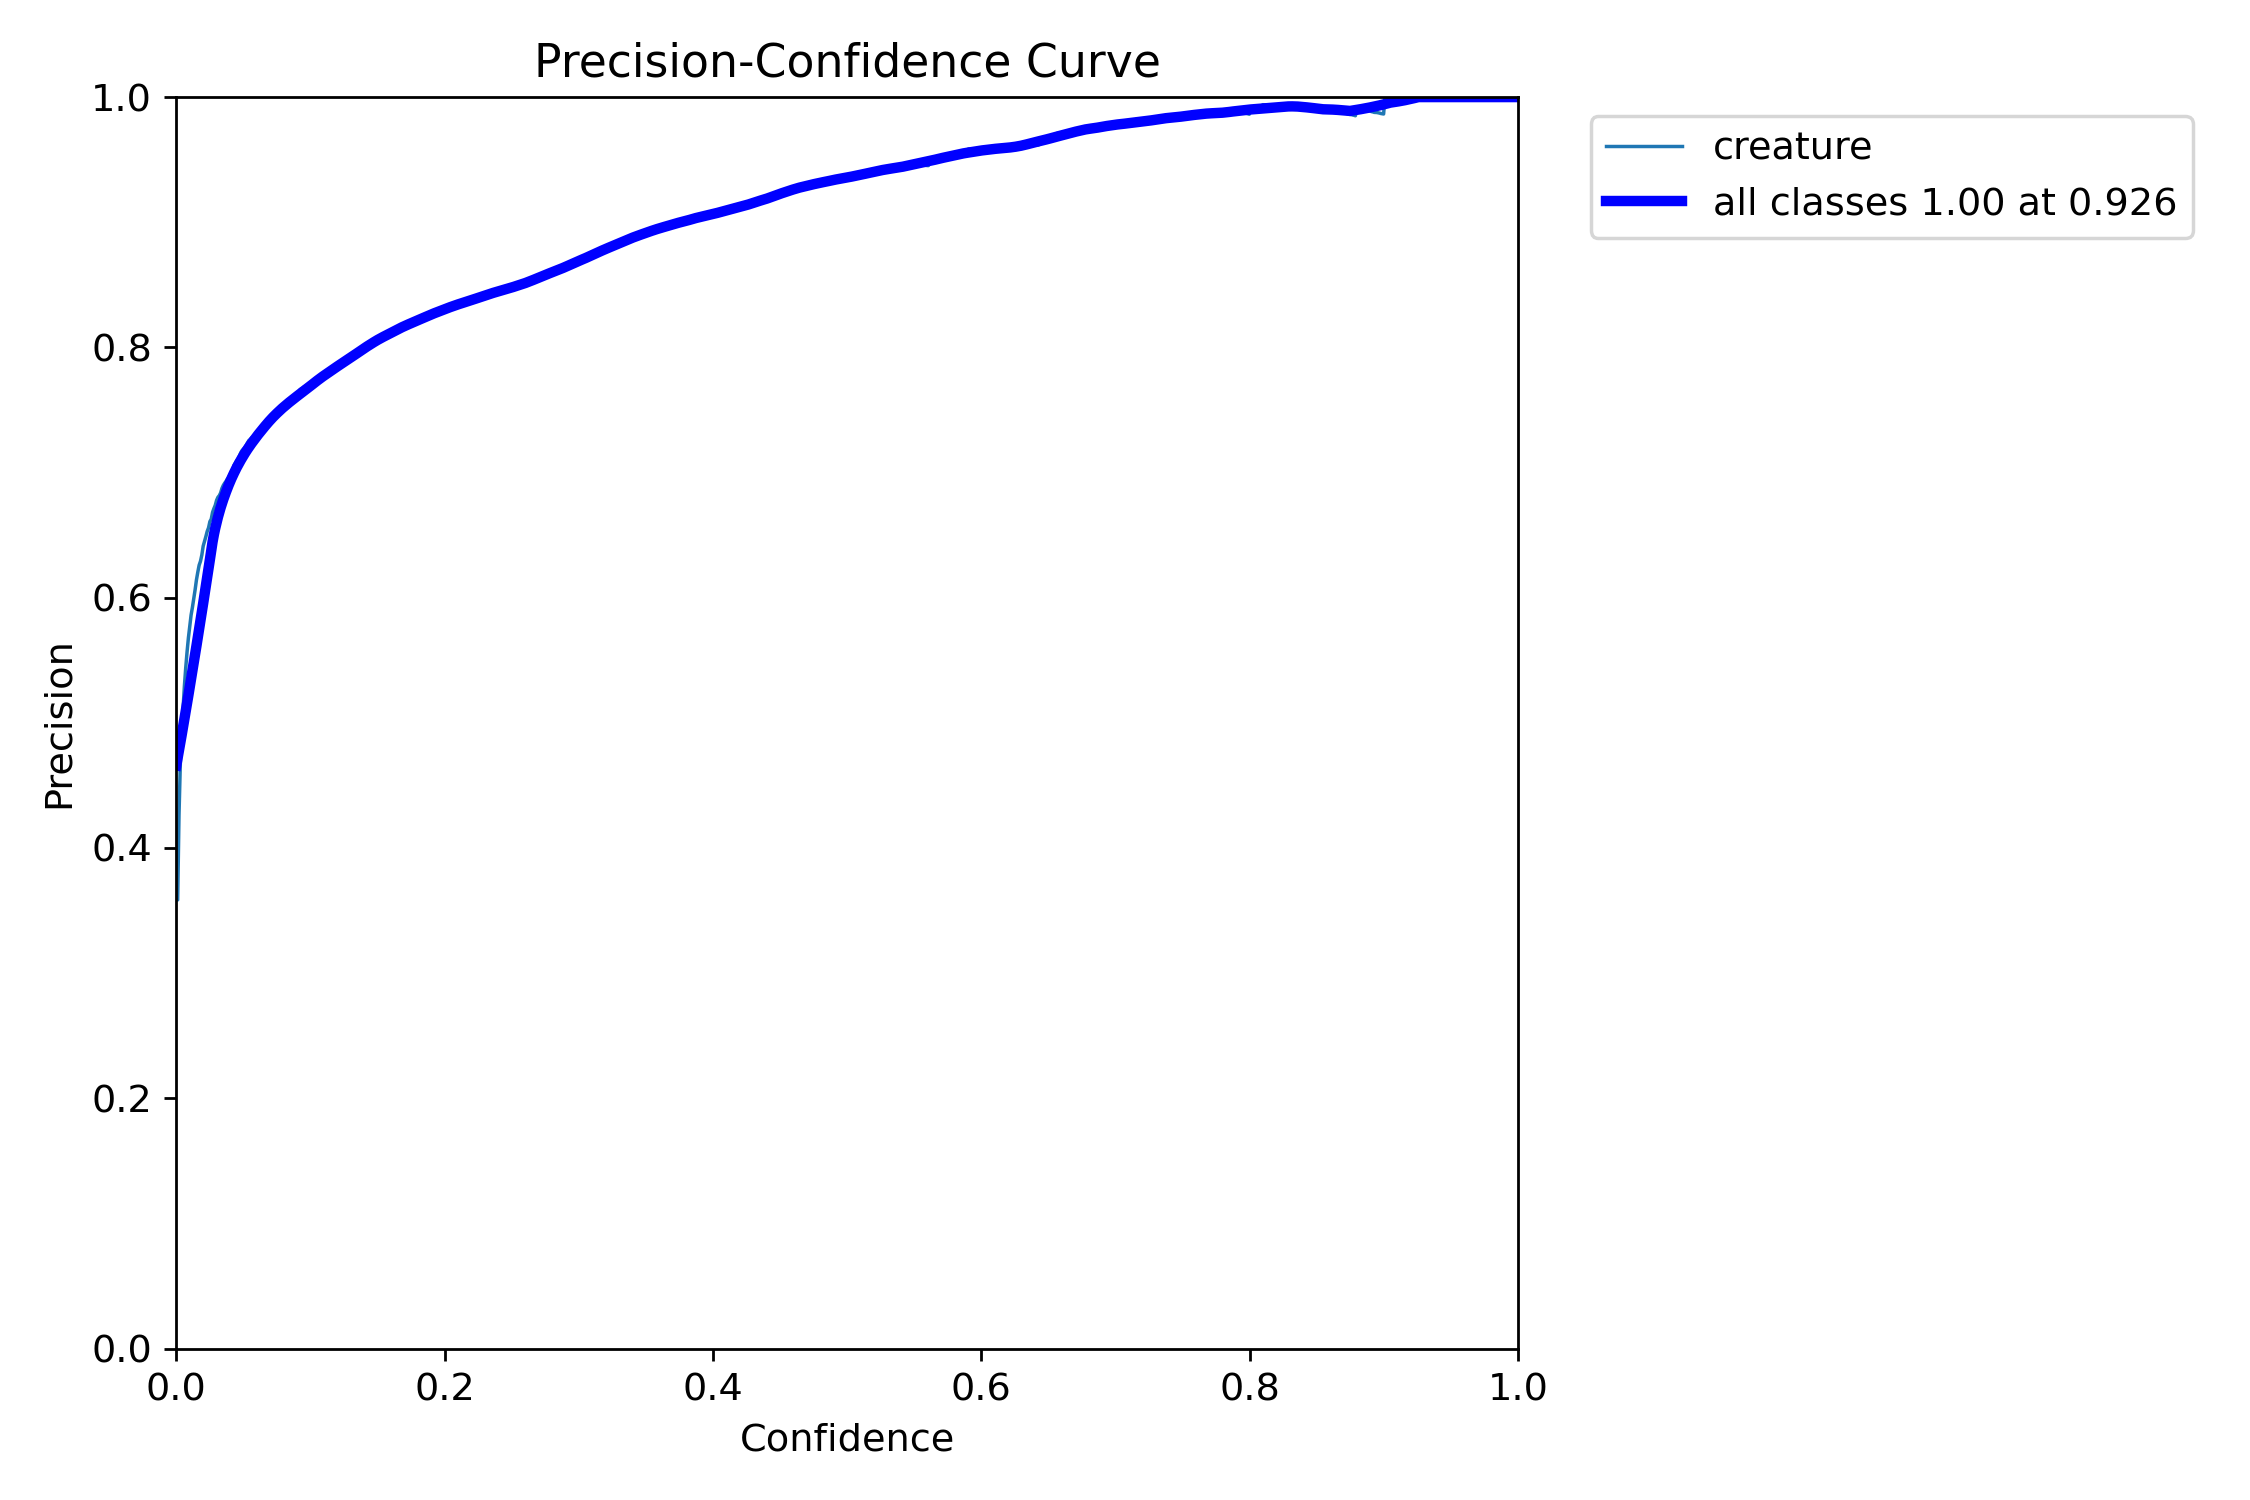 Precision-Confidence Curve
creature
all classes 1.00 at 0.926
Precision
1.0
0.8
0.6
0.4
0.2
0.0
0.0 0.2 0.4 0.6 0.8 1.0
Confidence